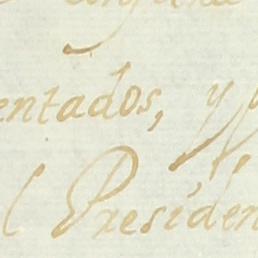 entados, y
l Presiden